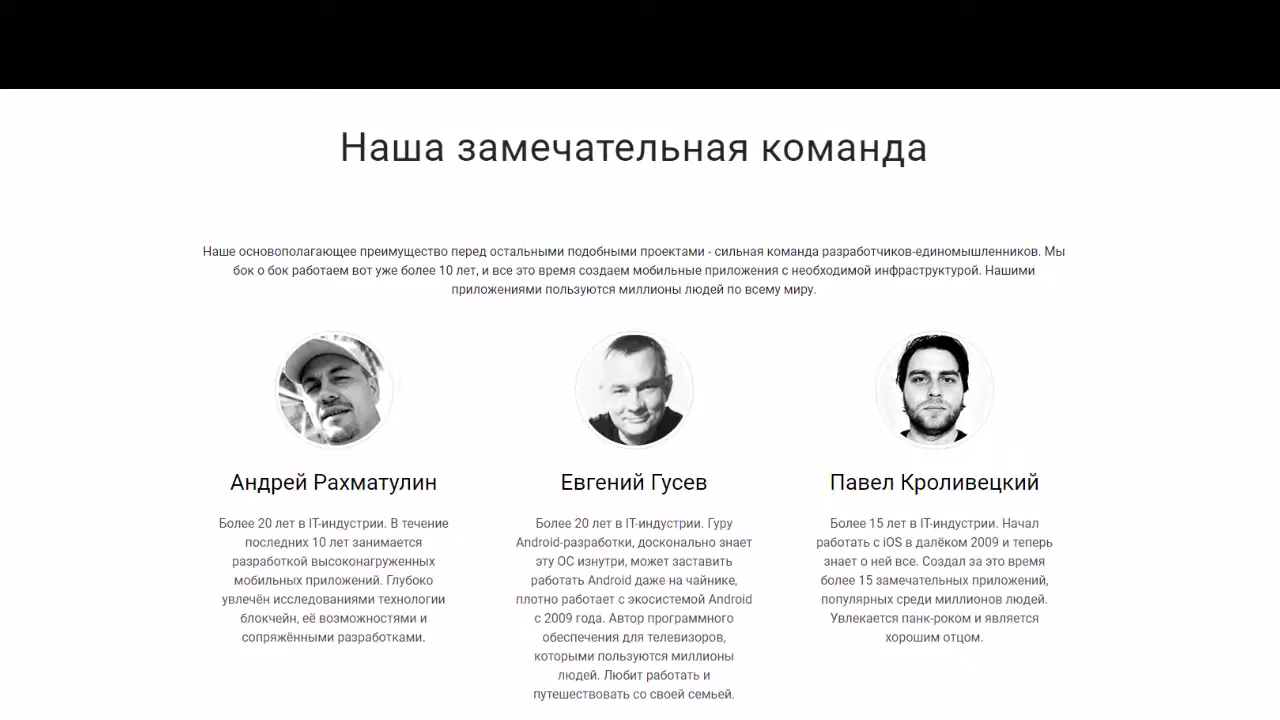 Наша замечательная команда
Наше основополагающее преимущество перед остальными подобными проектами - сильная команда разработчиков-единомышленников. Мы
бок о бок работаем вот уже более 10 лет, и все это время создаем мобильные приложения с необходимой инфраструктурой. Нашими
приложениями пользуются миллионы людей по всему миру.
Андрей Рахматулин
Более 20 лет в IT-индустрии. В течение
последних 10 лет занимается
разработкой высоконагруженных
мобильных приложений. Глубоко
увлечён исследованиями технологии
блокчейн, её возможностями и
сопряжёнными разработками.
Евгений Гусев
Более 20 лет в IT-индустрии. Гуру
Android-разработки, досконально знает
эту ОС изнутри, может заставить
работать Android даже на чайнике,
плотно работает с экосистемой Android
с 2009 года. Автор программного
обеспечения для телевизоров,
которыми пользуются миллионы
людей. Любит работать и
путешествовать со своей семьей.
Павел Кроливецкий
Более 15 лет в IT-индустрии. Начал
работать с iOS в далёком 2009 и теперь
знает о ней все. Создал за это время
более 15 замечательных приложений,
популярных среди миллионов людей.
Увлекается панк-роком и является
хорошим отцом.